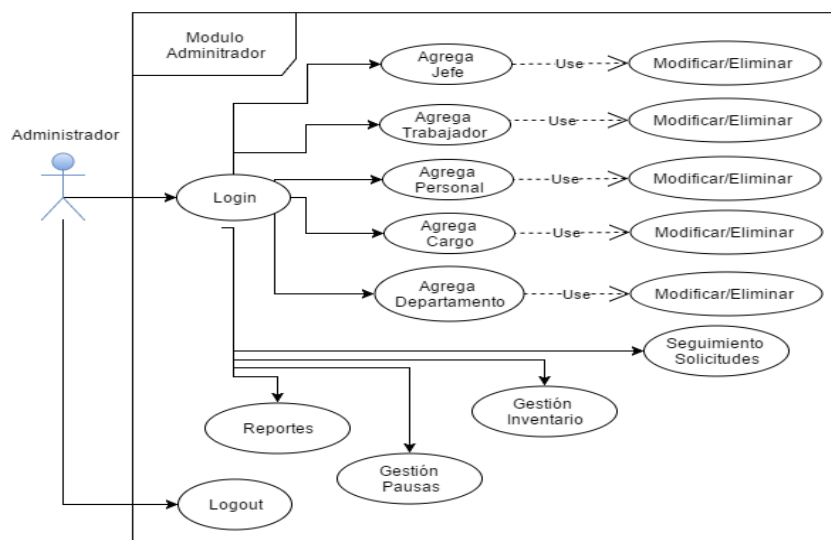 Modulo
Adminitrador
Administrador
Login
Agrega
Jefe
Use
Modificar/Eliminar
Agrega
Trabajador
Use
Modificar/Eliminar
Agrega
Personal
Use
Modificar/Eliminar
Agrega
Cargo
Use
Modificar/Eliminar
Agrega
Departamento
Use
Modificar/Eliminar
Seguimiento
Solicitudes
Gestión
Inventario
Reportes
Gestión
Pausas
Logout